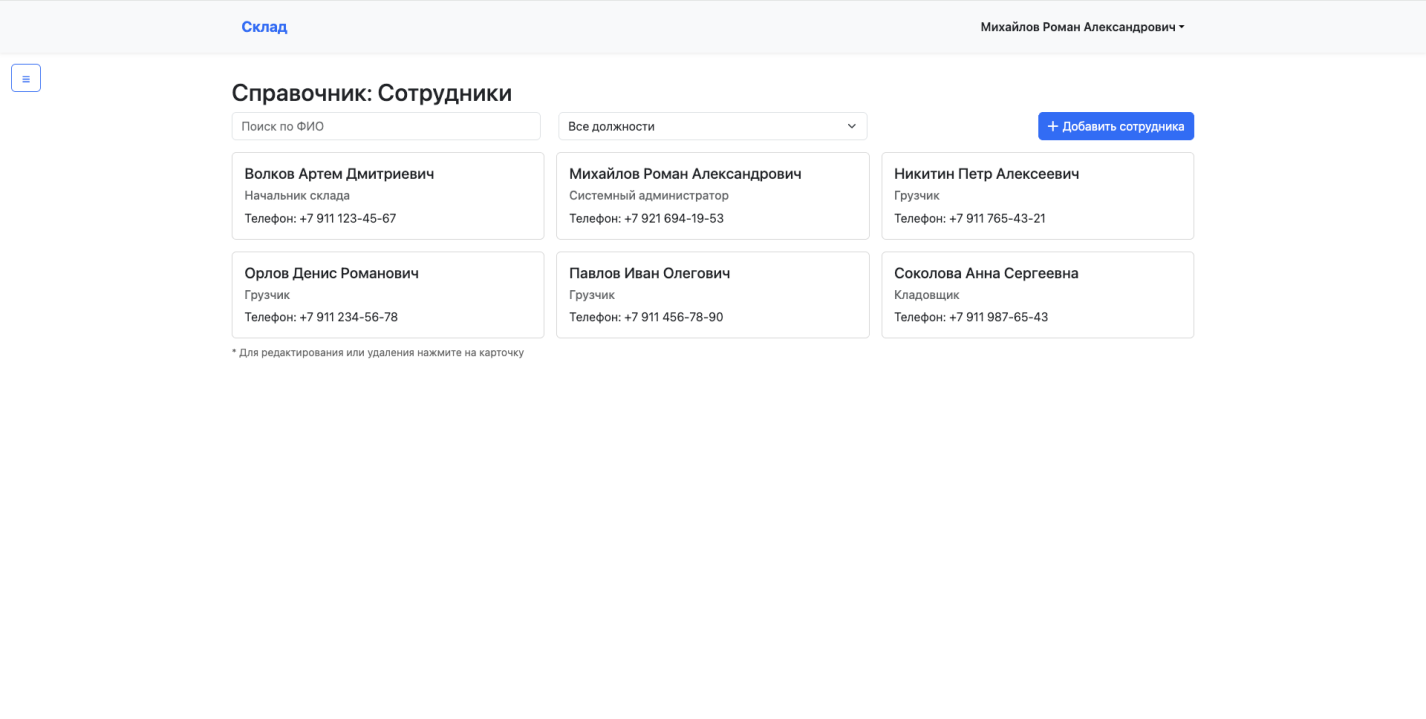 Склад
Михайлов Роман Александрович
Справочник: Сотрудники
Поиск по ФИО
Все должности
+ Добавить сотрудника
Волков Артем Дмитриевич
Начальник склада
Телефон: +7 911 123-45-67
Михайлов Роман Александрович
Системный администратор
Телефон: +7 921 694-19-53
Никитин Петр Алексеевич
Грузчик
Телефон: +7 911 765-43-21
Орлов Денис Романович
Грузчик
Телефон: +7 911 234-56-78
Павлов Иван Олегович
Грузчик
Телефон: +7 911 456-78-90
Соколова Анна Сергеевна
Кладовщик
Телефон: +7 911 987-65-43
* Для редактирования или удаления нажмите на карточку